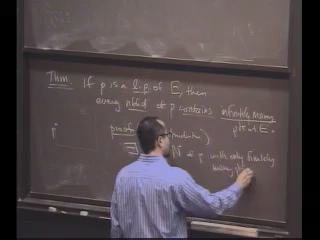 Thm. If p is a l.p. of E, then
every nbhd of p contains infinitely many
pts of E.
proof
∃ N of p with only finitely
many